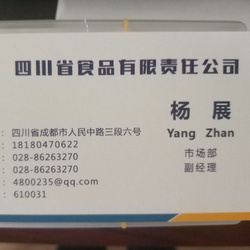 四川省食品有限责任公司
杨 展
Yang Zhan
市场部
副经理
: 四川省成都市人民中路三段六号
: 18180470622
: 028-86263270
: 028-86263270
: 4800235@qq.com
: 610031